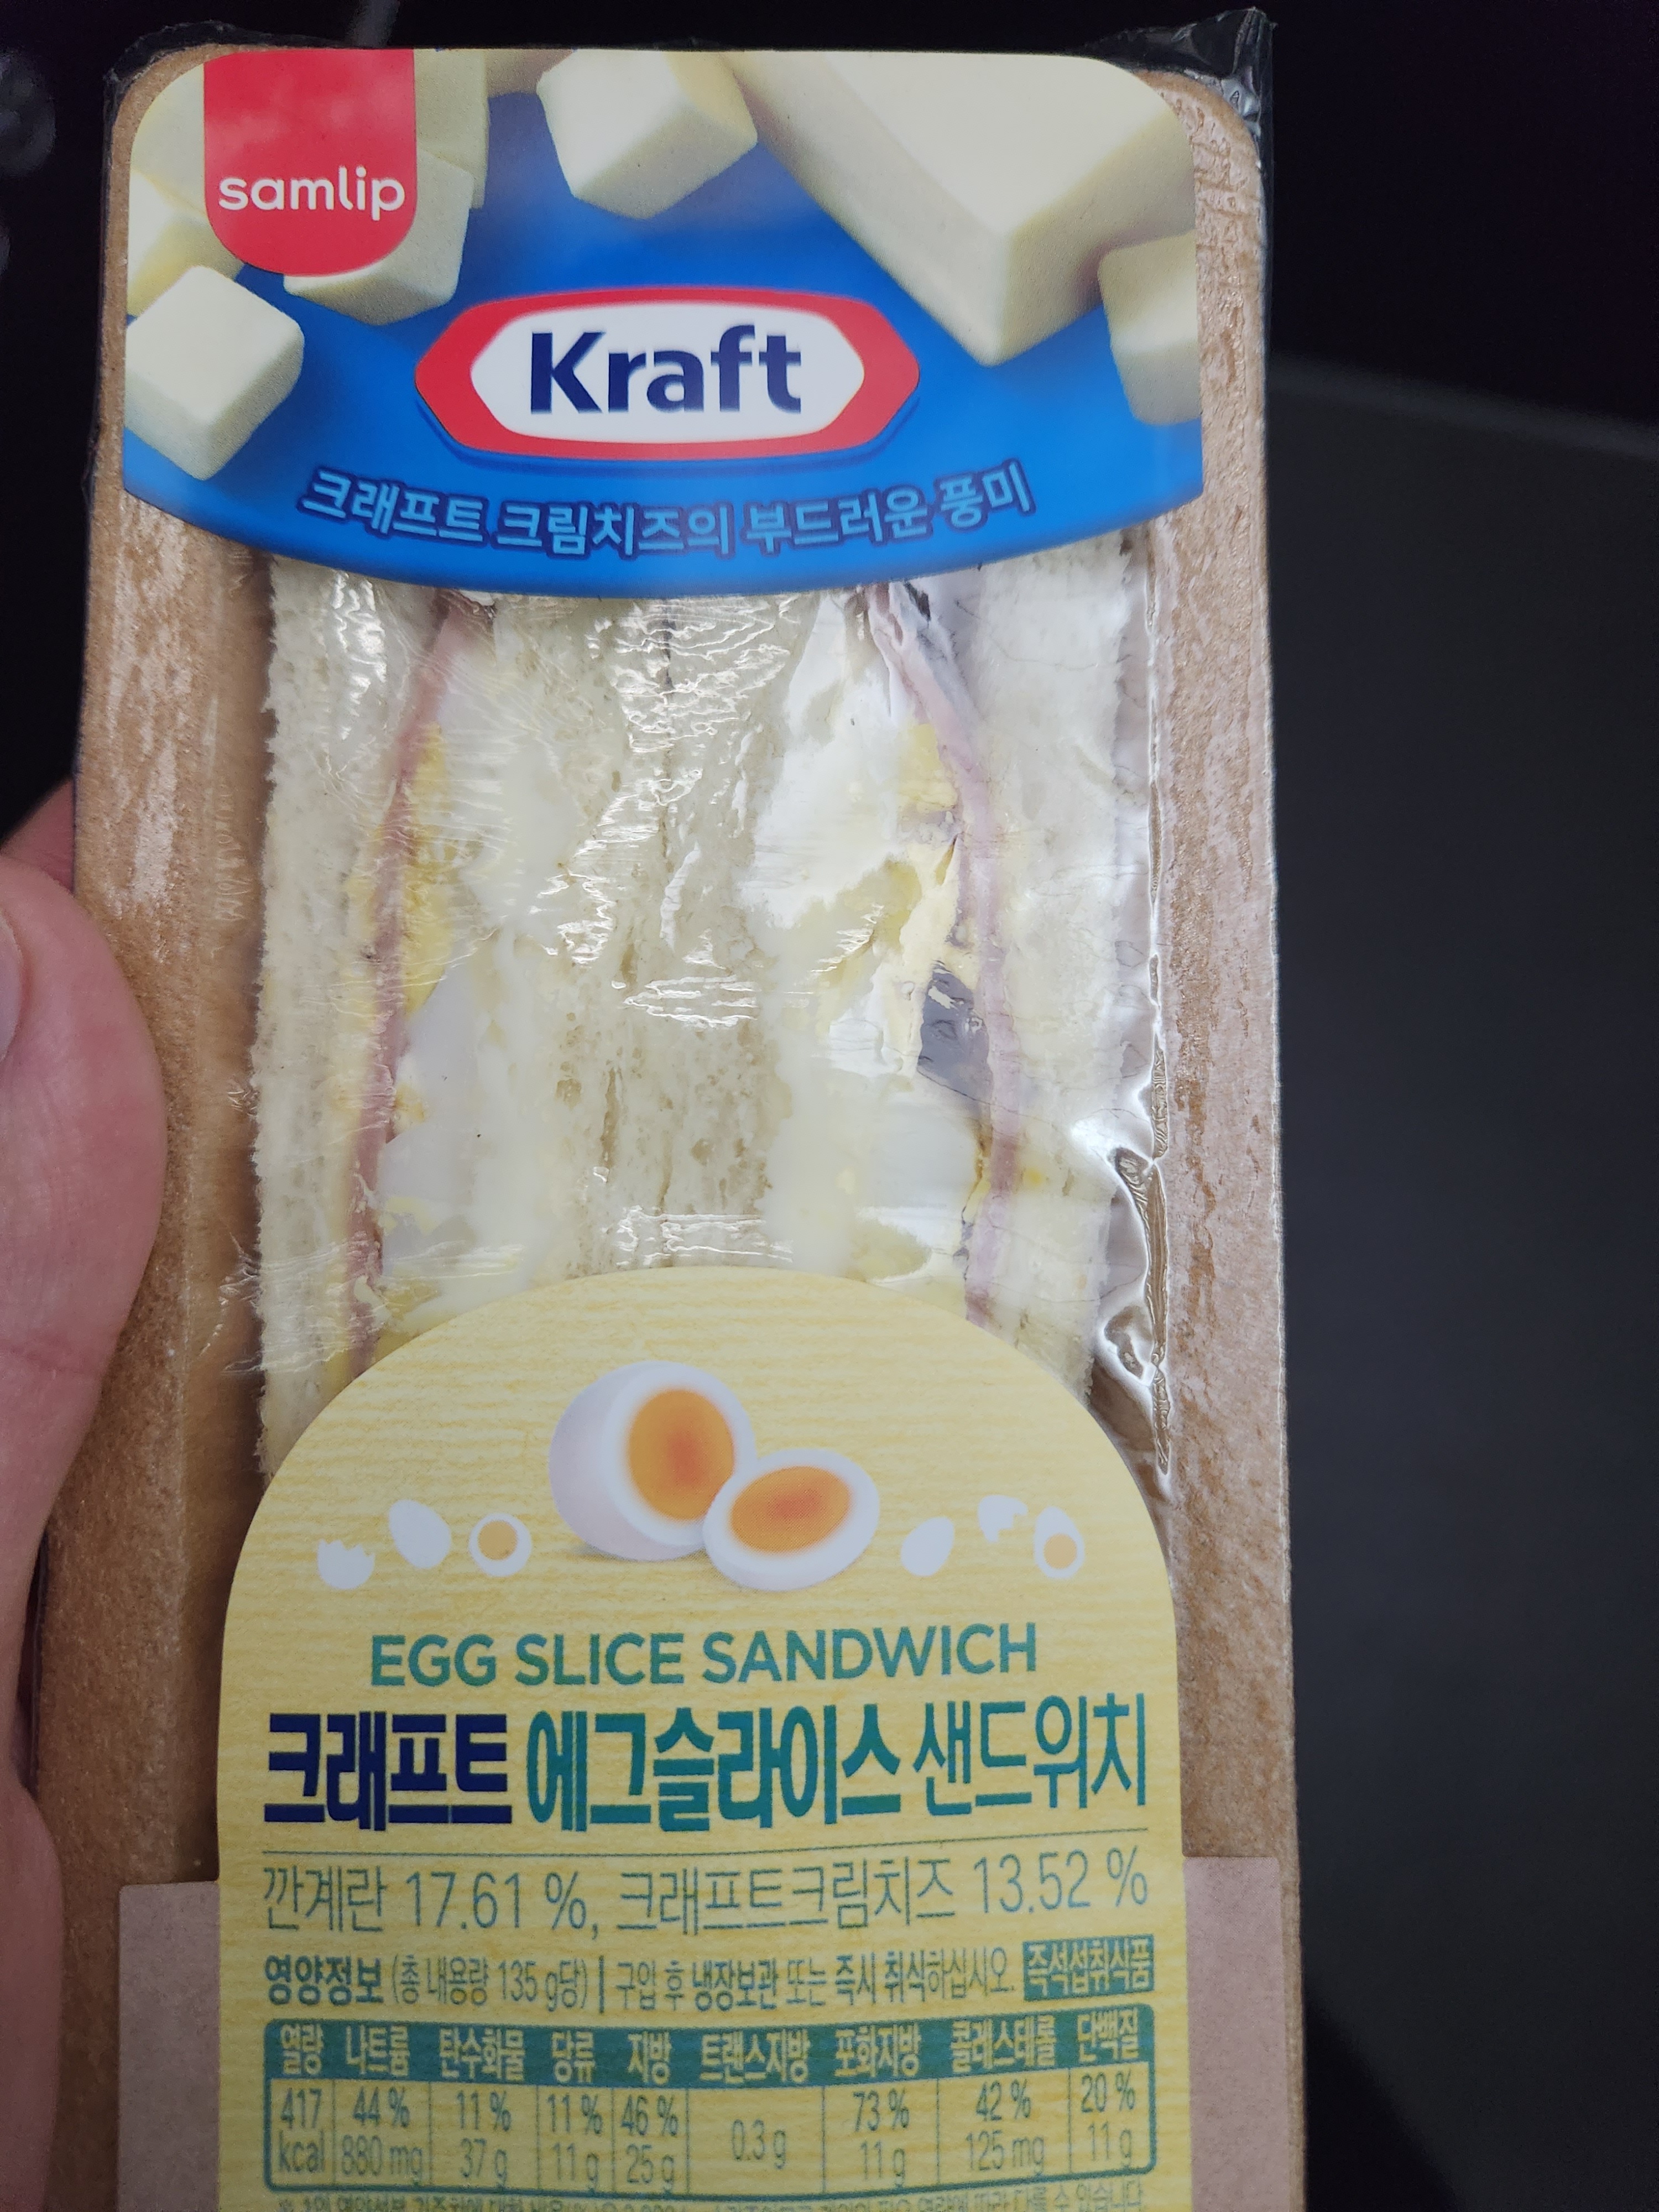 samlip
Kraft
크래프트 크림치즈의 부드러운 풍미
EGG SLICE SANDWICH
크래프트 에그슬라이스 샌드위치
깐계란 17.61 %, 크래프트크림치즈 13.52 %
영양정보 (총 내용량 135 g당) | 구입 후 냉장보관 또는 즉시 취식하십시오. 즉석섭취식품
열량 나트륨 탄수화물 당류 지방 트랜스지방 포화지방 콜레스테롤 단백질
417 44 % 11 % 11 % 46 % 0.3 g 73 % 42 % 20 %
kcal 880 mg 37 g 11 g 25 g 11 g 125 mg 11 g